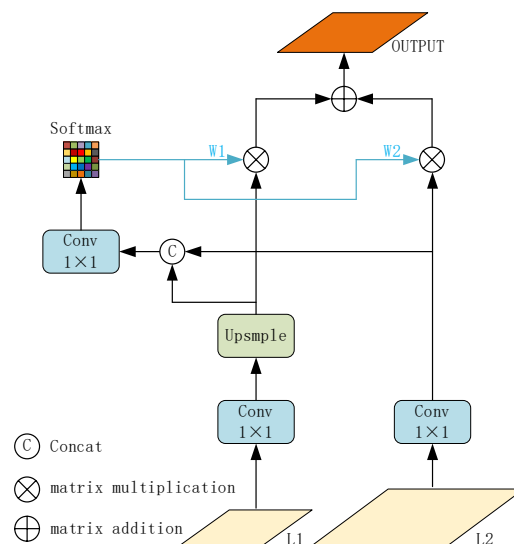 OUTPUT
Softmax
W1
W2
Conv
1×1
C
Upsmple
Conv
1×1
Conv
1×1
C Concat
matrix multiplication
matrix addition
L1
L2